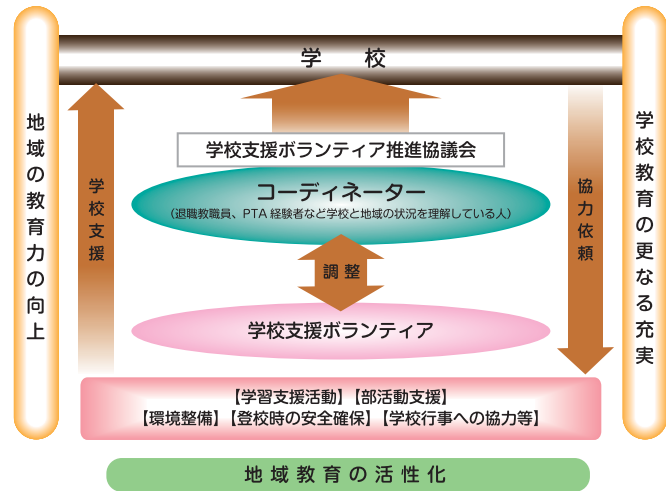 学校
学校支援ボランティア推進協議会
コーディネーター
(退職教職員、PTA経験者など学校と地域の状況を理解している人)
調整
学校支援ボランティア
学校支援
協力依頼
地域の教育力の向上
学校教育の更なる充実
【学習支援活動】【部活動支援】
【環境整備】【登校時の安全確保】【学校行事への協力等】
地域教育の活性化